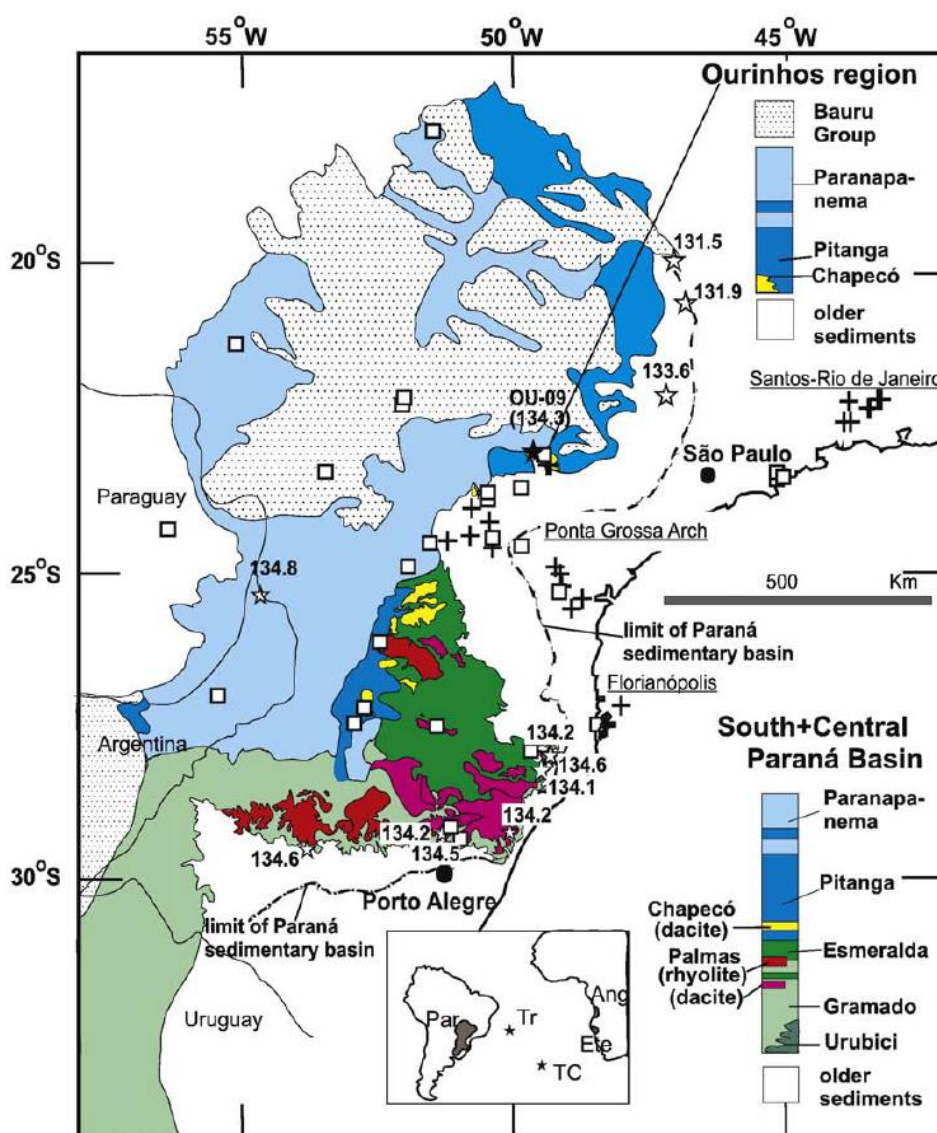 55°W
50°W
45°W
Ourinhos region
Bauru
Group
Paranapa-
nema
Pitanga
Chapecó
older
sediments
20°S
131.5
131.9
133.6
Santos-Rio de Janeiro
OU-09
(134.3)
São Paulo
Paraguay
Ponta Grossa Arch
25°S
134.8
500 Km
limit of Paraná
sedimentary basin
Florianópolis
Argentina
134.2
134.6
134.1
South+Central
Paraná Basin
Paranapa-
nema
Pitanga
Chapecó
(dacite)
Palmas
(rhyolite)
(dacite)
Esmeralda
Gramado
Urubici
older
sediments
134.2
134.2
134.5
134.6
30°S
Porto Alegre
limit of Paraná
sedimentary basin
Uruguay
Par
Tr
Ang
Ete
TC